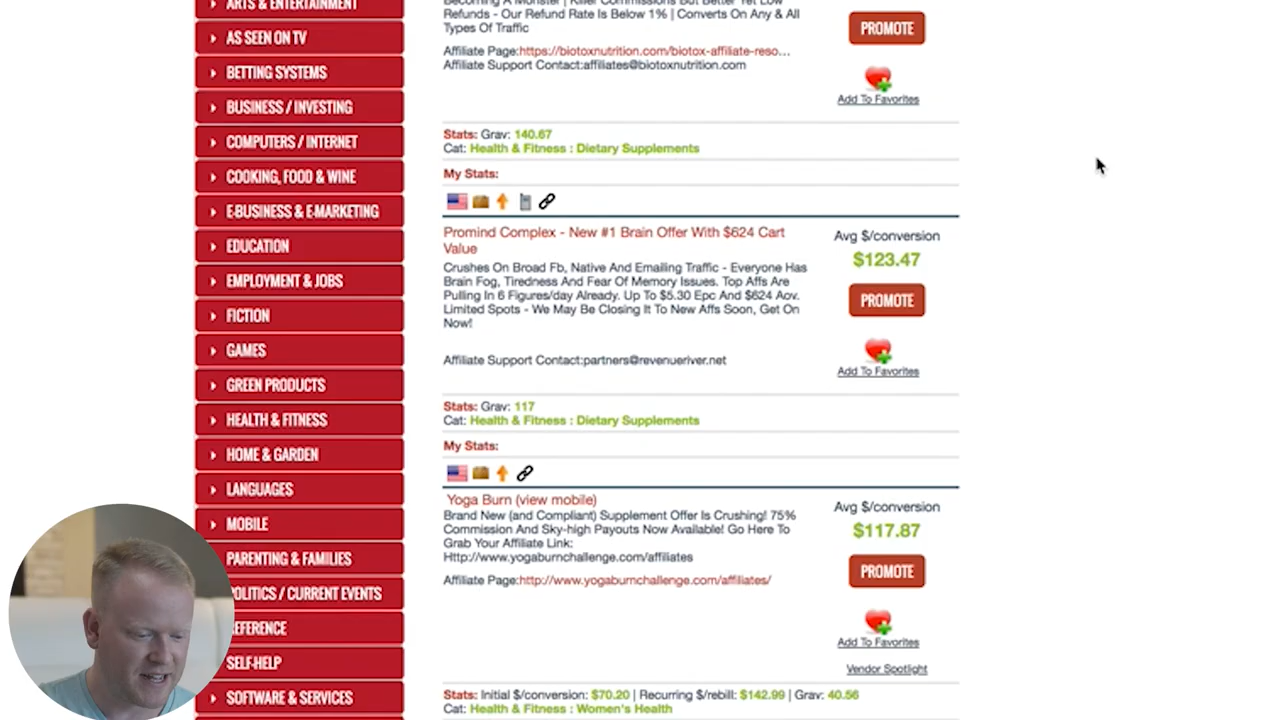 ARTS & ENTERTAINMENT
AS SEEN ON TV
BETTING SYSTEMS
BUSINESS / INVESTING
COMPUTERS / INTERNET
COOKING, FOOD & WINE
E-BUSINESS & E-MARKETING
EDUCATION
EMPLOYMENT & JOBS
FICTION
GAMES
GREEN PRODUCTS
HEALTH & FITNESS
HOME & GARDEN
LANGUAGES
MOBILE
PARENTING & FAMILIES
POLITICS / CURRENT EVENTS
REFERENCE
SELF-HELP
SOFTWARE & SERVICES
Becoming A Monster | Killer Commissions But Better Yet Low
Refunds - Our Refund Rate Is Below 1% | Converts On Any & All
Types Of Traffic
Affiliate Page:https://biotoxnutrition.com/biotox-affiliate-reso...
Affiliate Support Contact:affiliates@biotoxnutrition.com
PROMOTE
Add To Favorites
Stats: Grav: 140.67
Cat: Health & Fitness : Dietary Supplements
My Stats:
Promind Complex - New #1 Brain Offer With $624 Cart
Value
Crushes On Broad Fb, Native And Emailing Traffic - Everyone Has
Brain Fog, Tiredness And Fear Of Memory Issues. Top Affs Are
Pulling In 6 Figures/day Already. Up To $5.30 Epc And $624 Aov.
Limited Spots - We May Be Closing It To New Affs Soon, Get On
Now!
Affiliate Support Contact:partners@revenueriver.net
Avg $/conversion
$123.47
PROMOTE
Add To Favorites
Stats: Grav: 117
Cat: Health & Fitness : Dietary Supplements
My Stats:
Yoga Burn (view mobile)
Brand New (and Compliant) Supplement Offer Is Crushing! 75%
Commission And Sky-high Payouts Now Available! Go Here To
Grab Your Affiliate Link:
Http://www.yogaburnchallenge.com/affiliates
Affiliate Page:http://www.yogaburnchallenge.com/affiliates/
Avg $/conversion
$117.87
PROMOTE
Add To Favorites
Vendor Spotlight
Stats: Initial $/conversion: $70.20 | Recurring $/rebill: $142.99 | Grav: 40.56
Cat: Health & Fitness : Women's Health